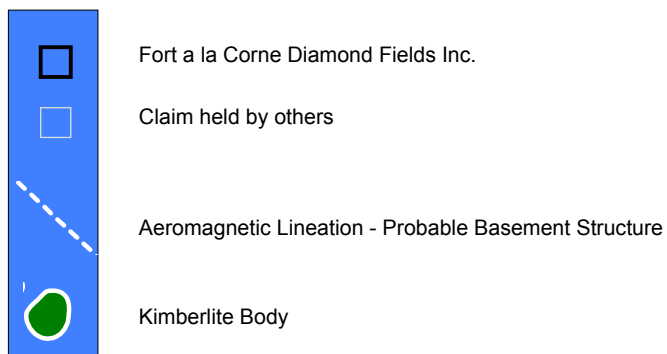 Fort a la Corne Diamond Fields Inc.
Claim held by others
Aeromagnetic Lineation - Probable Basement Structure
Kimberlite Body